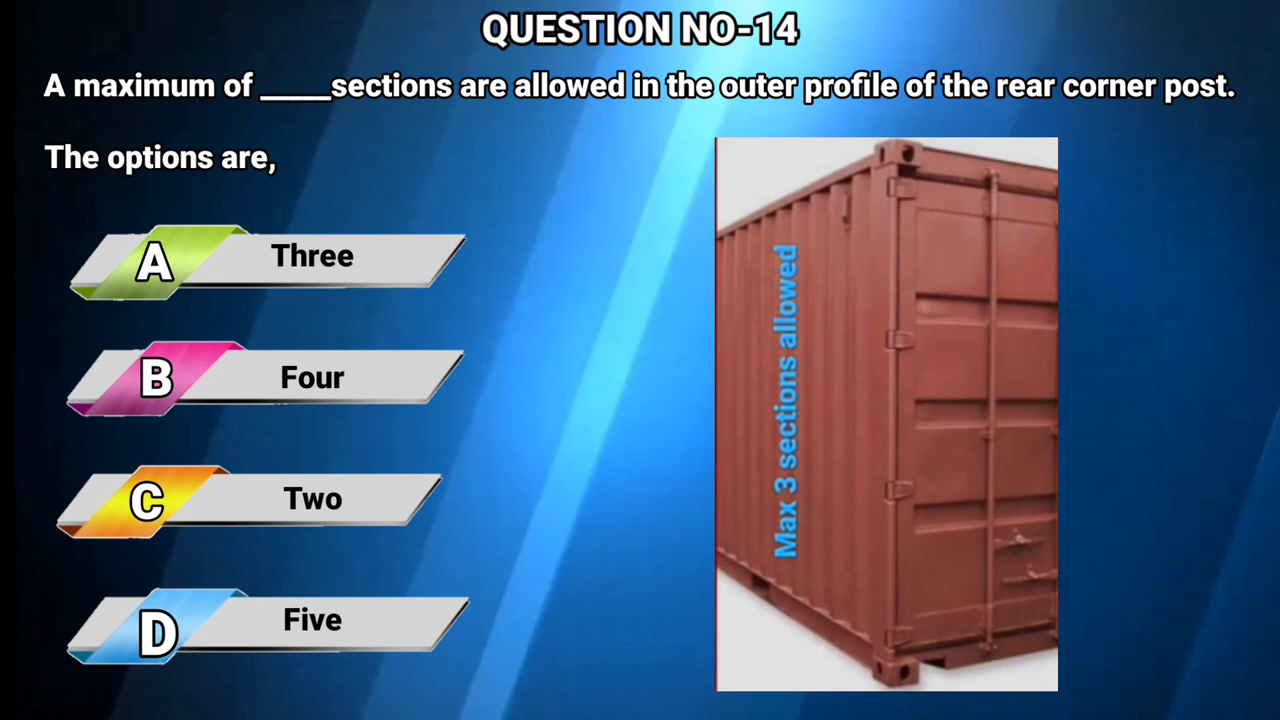 QUESTION NO-14
A maximum of _____sections are allowed in the outer profile of the rear corner post.
The options are,
A Three
B Four
C Two
D Five
Max 3 sections allowed